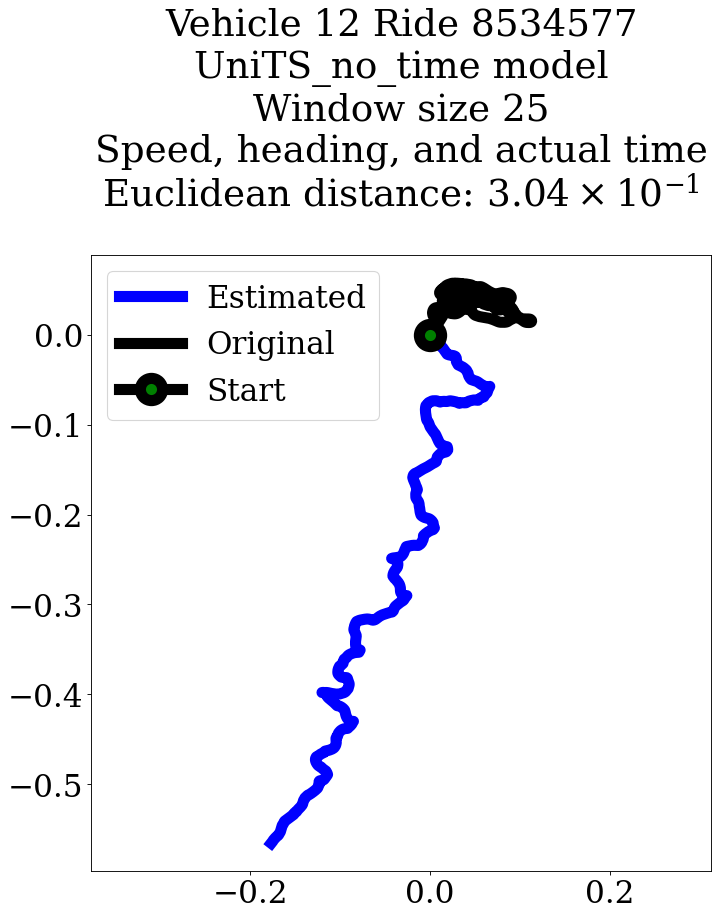 Vehicle 12 Ride 8534577
UniTS_no_time model
Window size 25
Speed, heading, and actual time
Euclidean distance: 3.04 × 10⁻¹
Estimated
Original
Start
0.0
−0.1
−0.2
−0.3
−0.4
−0.5
−0.2 0.0 0.2